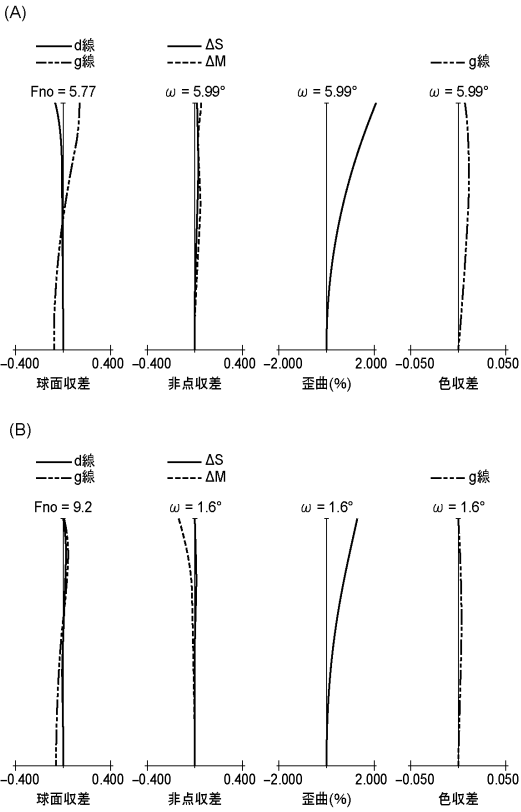 (A)
d線 ΔS
g線 ΔM g線
Fno = 5.77 ω = 5.99° ω = 5.99° ω = 5.99°
−0.400 0.400 −0.400 0.400 −2.000 2.000 −0.050 0.050
球面収差 非点収差 歪曲(%) 色収差
(B)
d線 ΔS
g線 ΔM g線
Fno = 9.2 ω = 1.6° ω = 1.6° ω = 1.6°
−0.400 0.400 −0.400 0.400 −2.000 2.000 −0.050 0.050
球面収差 非点収差 歪曲(%) 色収差